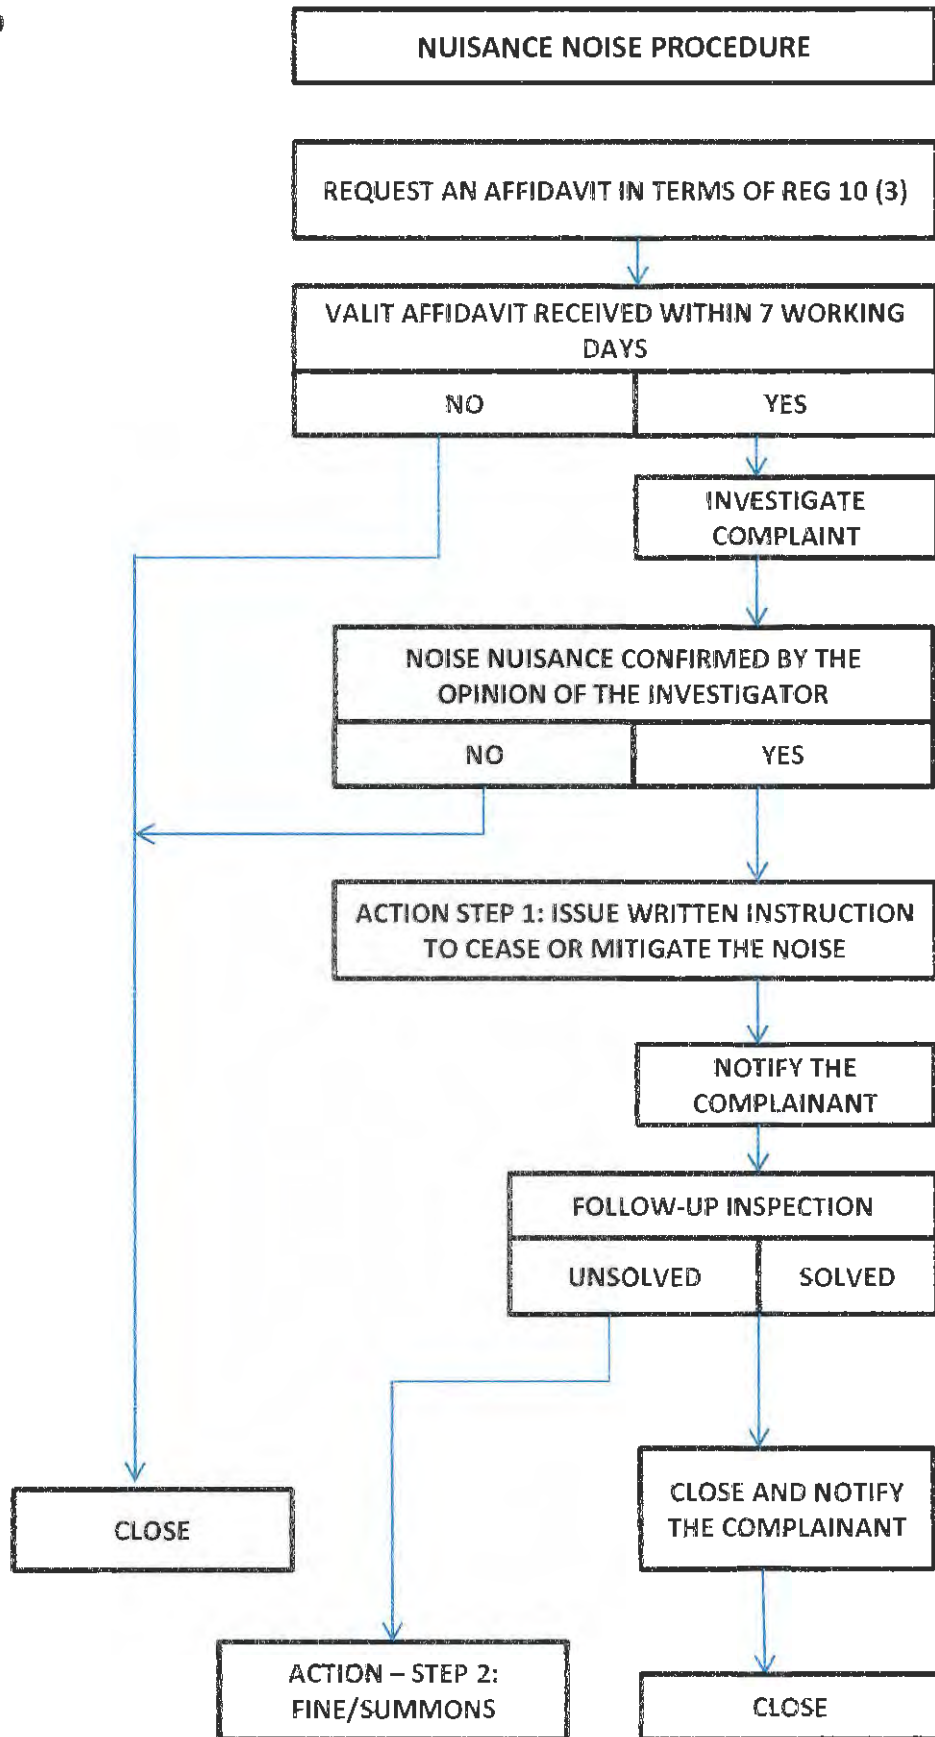 NUISANCE NOISE PROCEDURE
REQUEST AN AFFIDAVIT IN TERMS OF REG 10 (3)
VALIT AFFIDAVIT RECEIVED WITHIN 7 WORKING
DAYS
NO
YES
INVESTIGATE
COMPLAINT
NOISE NUISANCE CONFIRMED BY THE
OPINION OF THE INVESTIGATOR
NO
YES
ACTION STEP 1: ISSUE WRITTEN INSTRUCTION
TO CEASE OR MITIGATE THE NOISE
NOTIFY THE
COMPLAINANT
FOLLOW-UP INSPECTION
UNSOLVED
SOLVED
CLOSE AND NOTIFY
THE COMPLAINANT
CLOSE
ACTION – STEP 2:
FINE/SUMMONS
CLOSE